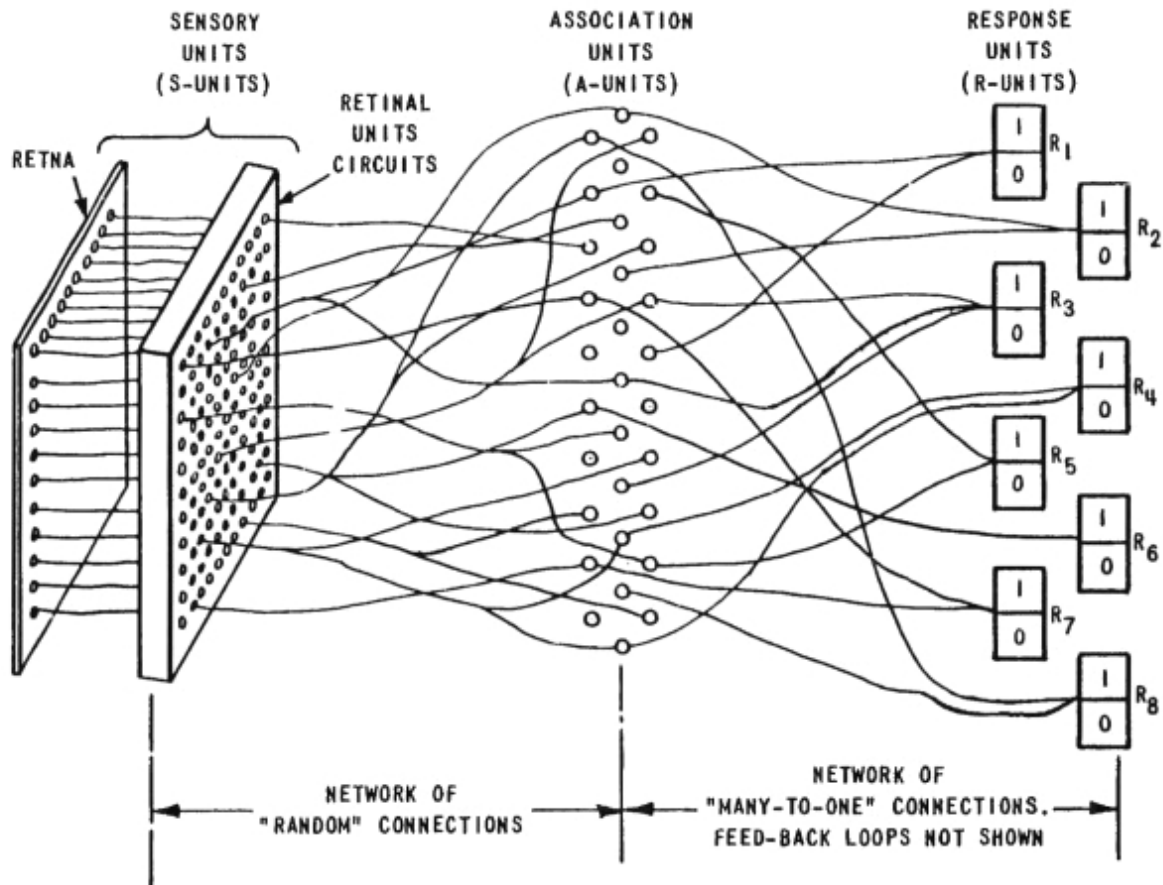 SENSORY
UNITS
(S-UNITS)
ASSOCIATION
UNITS
(A-UNITS)
RESPONSE
UNITS
(R-UNITS)
RETNA
RETINAL
UNITS
CIRCUITS
1
0
R1
1
0
R2
1
0
R3
1
0
R4
1
0
R5
1
0
R6
1
0
R7
1
0
R8
NETWORK OF
"RANDOM" CONNECTIONS
NETWORK OF
"MANY-TO-ONE" CONNECTIONS.
FEED-BACK LOOPS NOT SHOWN